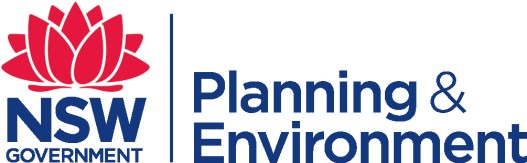 NSW
GOVERNMENT
Planning &
Environment